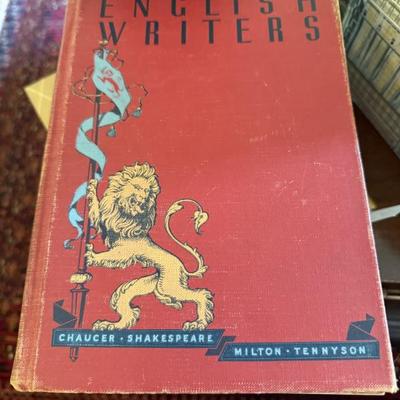 ENGLISH
WRITERS
CHAUCER · SHAKESPEARE
MILTON · TENNYSON